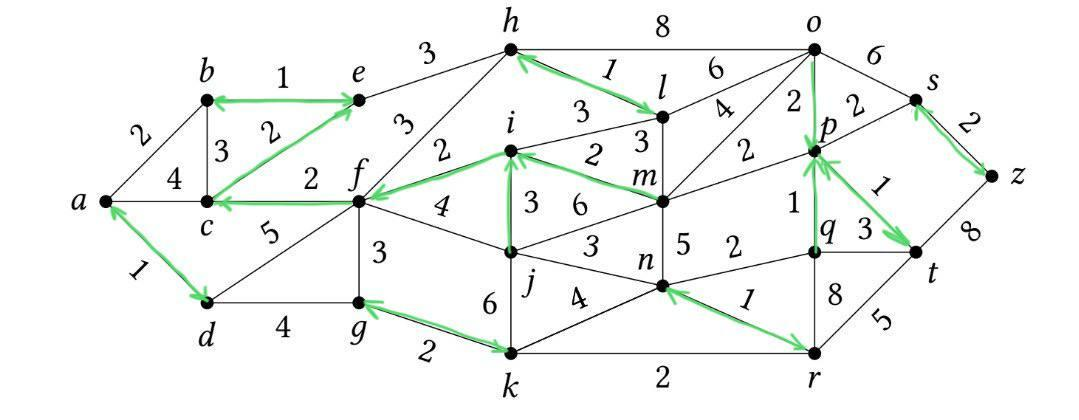 h 8 o
b 1 e 3 1 l 6 6 s
2 3 2 3 i 3 4 2 p 2 2
a 4 c 2 f 2 2 3 m 2 1 z
1 5 4 3 6 1 q 3 8
3 3 j 3 n 5 2 t
d 4 g 2 6 4 1 8 5
k 2 r